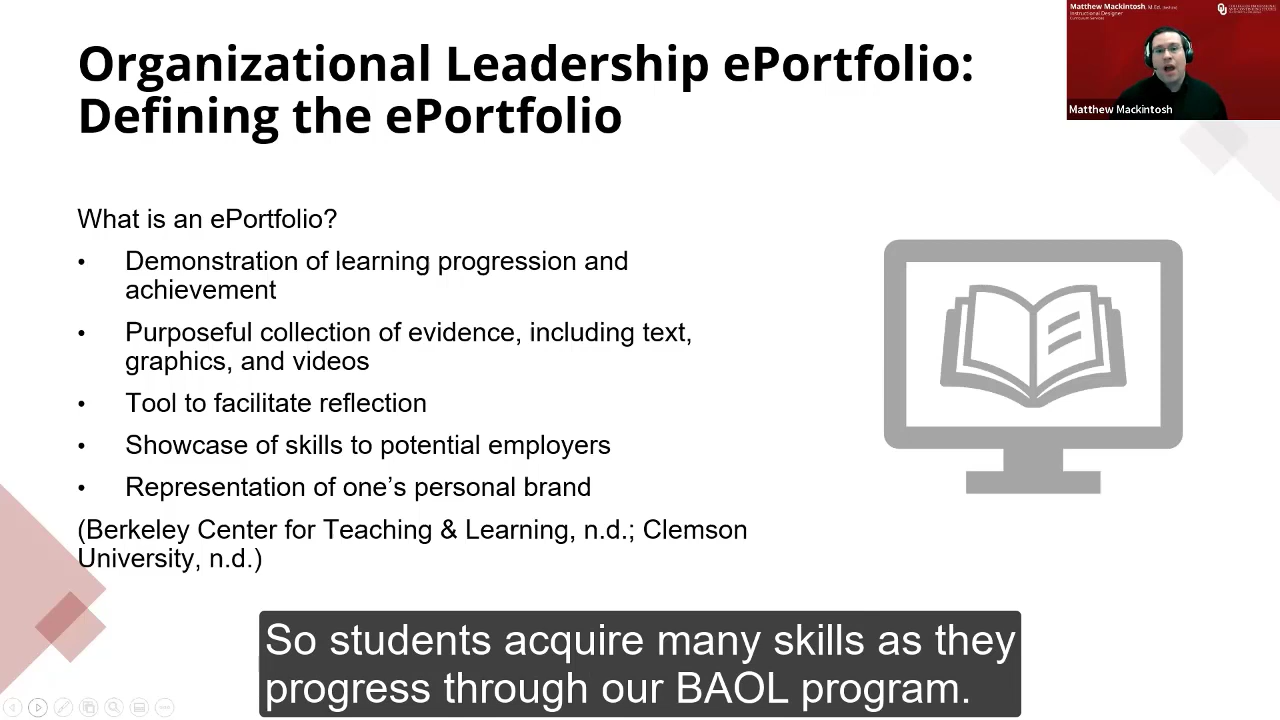 Organizational Leadership ePortfolio:
Defining the ePortfolio
Matthew Mackintosh, M.Ed.
Instructional Designer
Curriculum Services
Matthew Mackintosh
What is an ePortfolio?
• Demonstration of learning progression and
achievement
• Purposeful collection of evidence, including text,
graphics, and videos
• Tool to facilitate reflection
• Showcase of skills to potential employers
• Representation of one’s personal brand
(Berkeley Center for Teaching & Learning, n.d.; Clemson
University, n.d.)
So students acquire many skills as they
progress through our BAOL program.